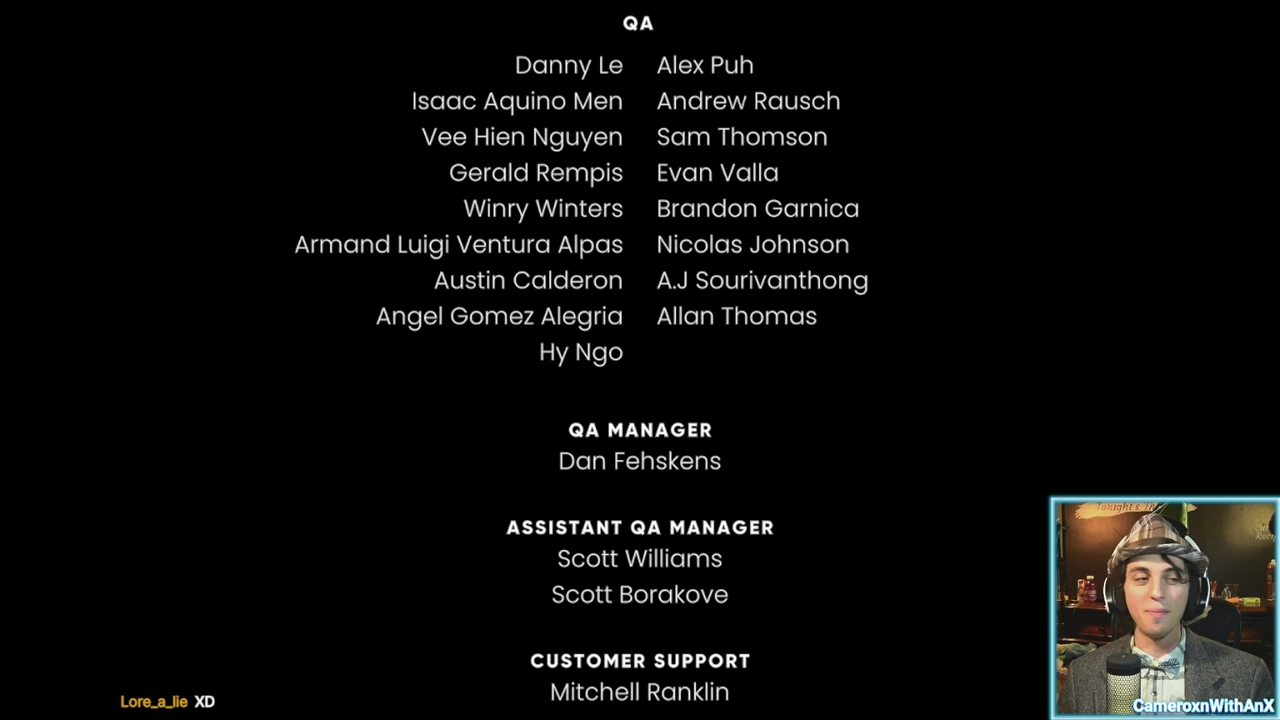 QA
Danny Le Alex Puh
Isaac Aquino Men Andrew Rausch
Vee Hien Nguyen Sam Thomson
Gerald Rempis Evan Valla
Winry Winters Brandon Garnica
Armand Luigi Ventura Alpas Nicolas Johnson
Austin Calderon A.J Sourivanthong
Angel Gomez Alegria Allan Thomas
Hy Ngo
QA MANAGER
Dan Fehskens
ASSISTANT QA MANAGER
Scott Williams
Scott Borakove
CUSTOMER SUPPORT
Mitchell Ranklin
Lore_a_lie XD
Tonight's
CameroxnWithAnX